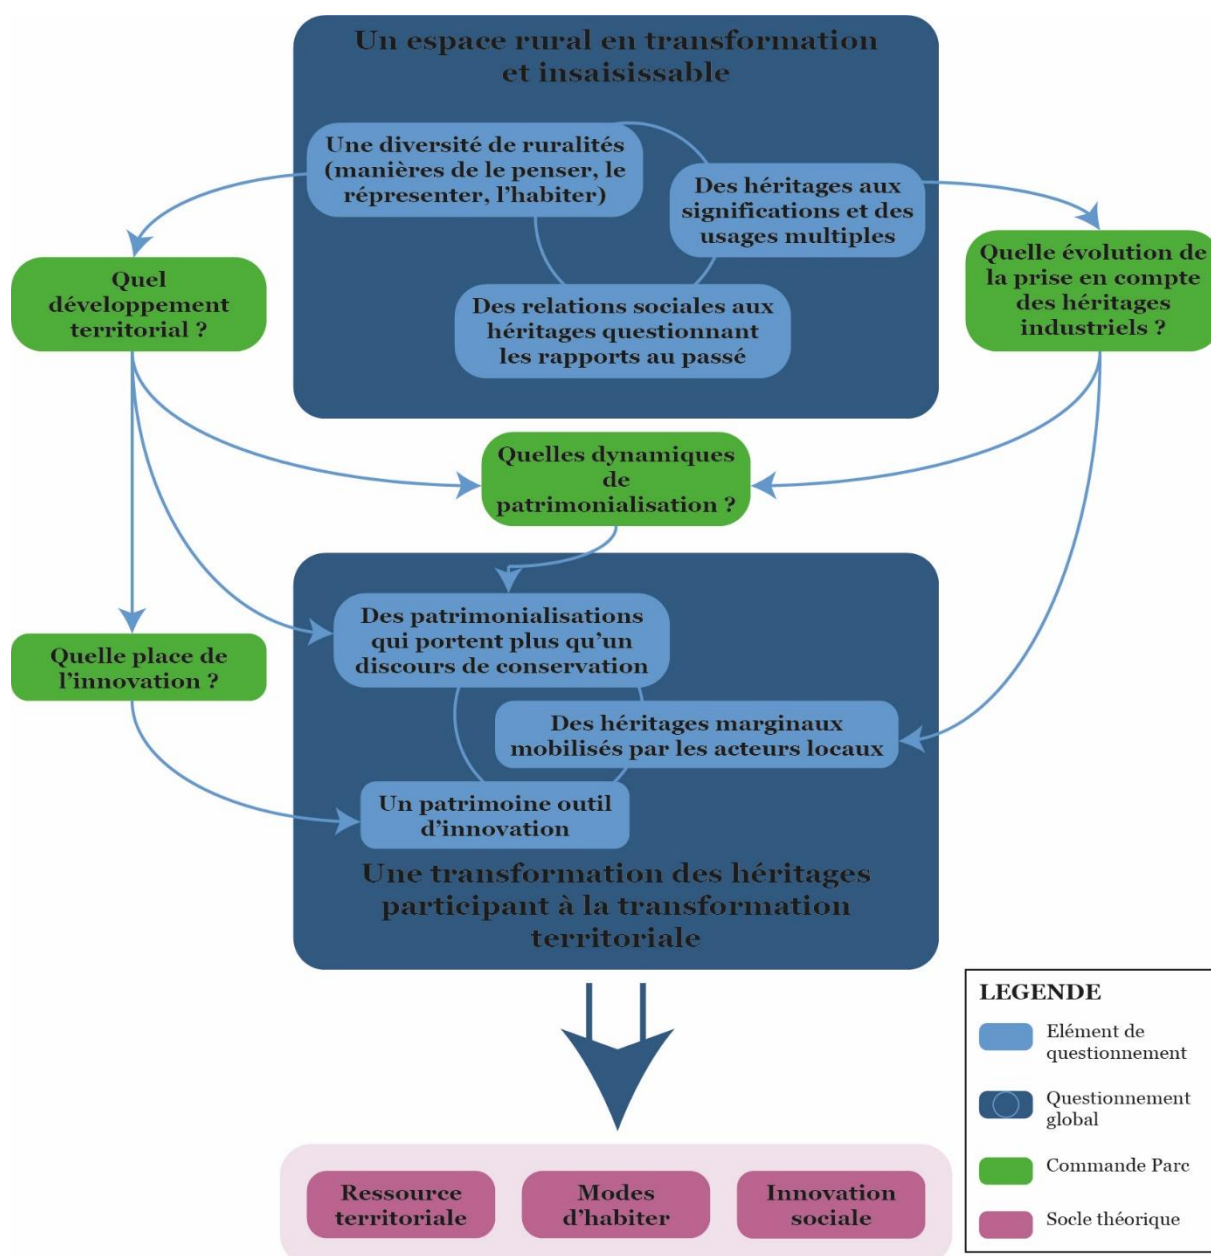 Un espace rural en transformation
et insaisissable
Une diversité de ruralités
(manières de le penser, le
répresenter, l'habiter)
Des héritages aux
significations et des
usages multiples
Des relations sociales aux
héritages questionnant
les rapports au passé
Quel
développement
territorial ?
Quelle évolution de
la prise en compte
des héritages
industriels ?
Quelles dynamiques
de
patrimonialisation ?
Des patrimonialisations
qui portent plus qu'un
discours de conservation
Quelle place de
l'innovation ?
Des héritages marginaux
mobilisés par les acteurs locaux
Un patrimoine outil
d'innovation
Une transformation des héritages
participant à la transformation
territoriale
LEGENDE
Elément de
questionnement
Questionnement
global
Commande Parc
Socle théorique
Ressource
territoriale
Modes
d'habiter
Innovation
sociale